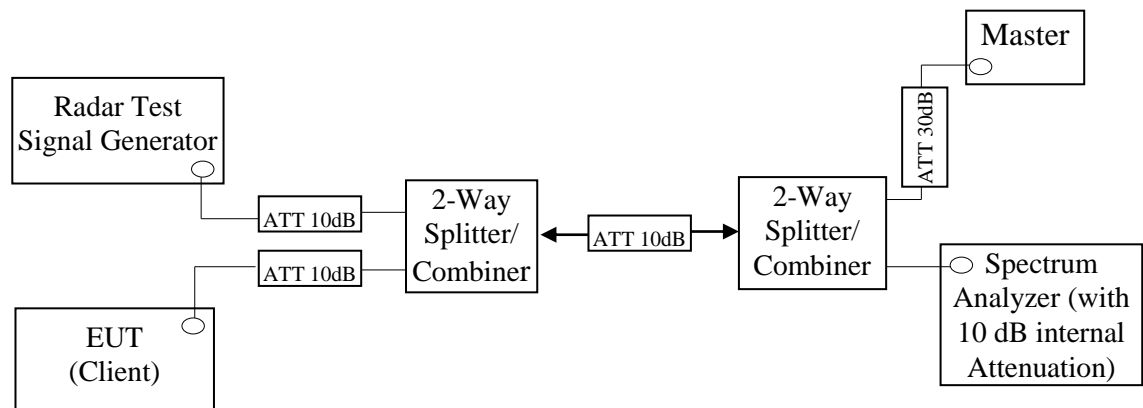 Master
Radar Test
Signal Generator
ATT 30dB
ATT 10dB
2-Way
Splitter/
Combiner
ATT 10dB
2-Way
Splitter/
Combiner
ATT 10dB
EUT
(Client)
Spectrum
Analyzer (with
10 dB internal
Attenuation)